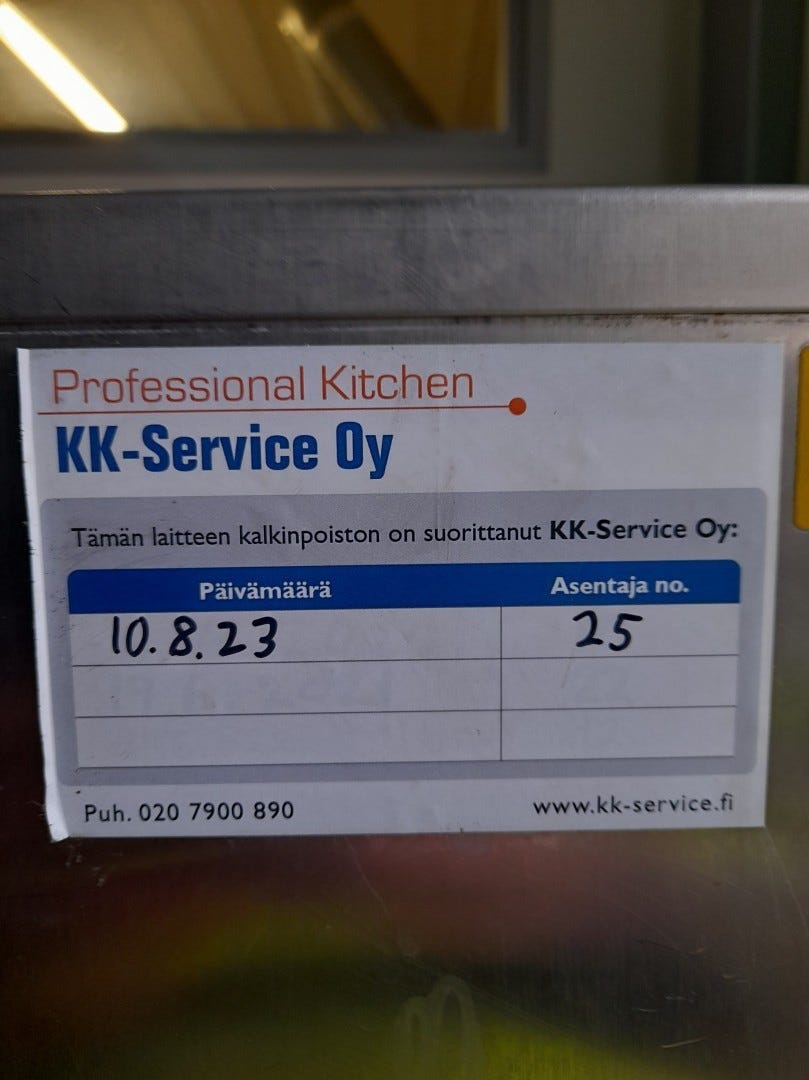 Professional Kitchen
KK-Service Oy
Tämän laitteen kalkinpoiston on suorittanut KK-Service Oy:
Päivämäärä Asentaja no.
10.8.23 25
Puh. 020 7900 890 www.kk-service.fi